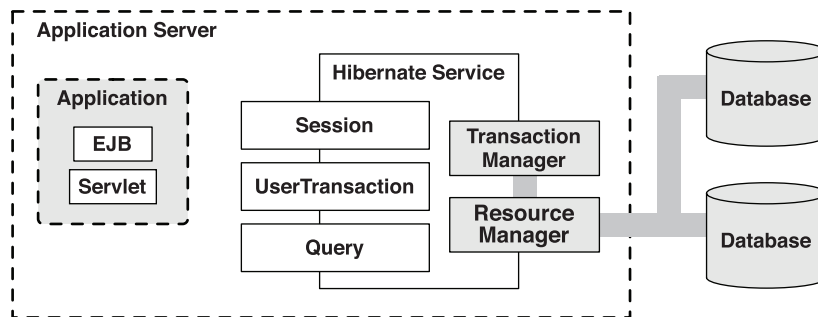 Application Server
Application
EJB
Servlet
Hibernate Service
Session
UserTransaction
Query
Transaction
Manager
Resource
Manager
Database
Database